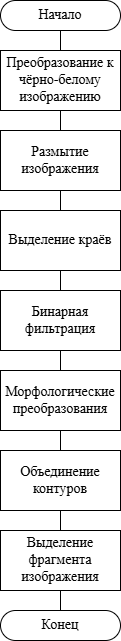 Начало
Преобразование к
чёрно-белому
изображению
Размытие
изображения
Выделение краёв
Бинарная
фильтрация
Морфологические
преобразования
Объединение
контуров
Выделение
фрагмента
изображения
Конец